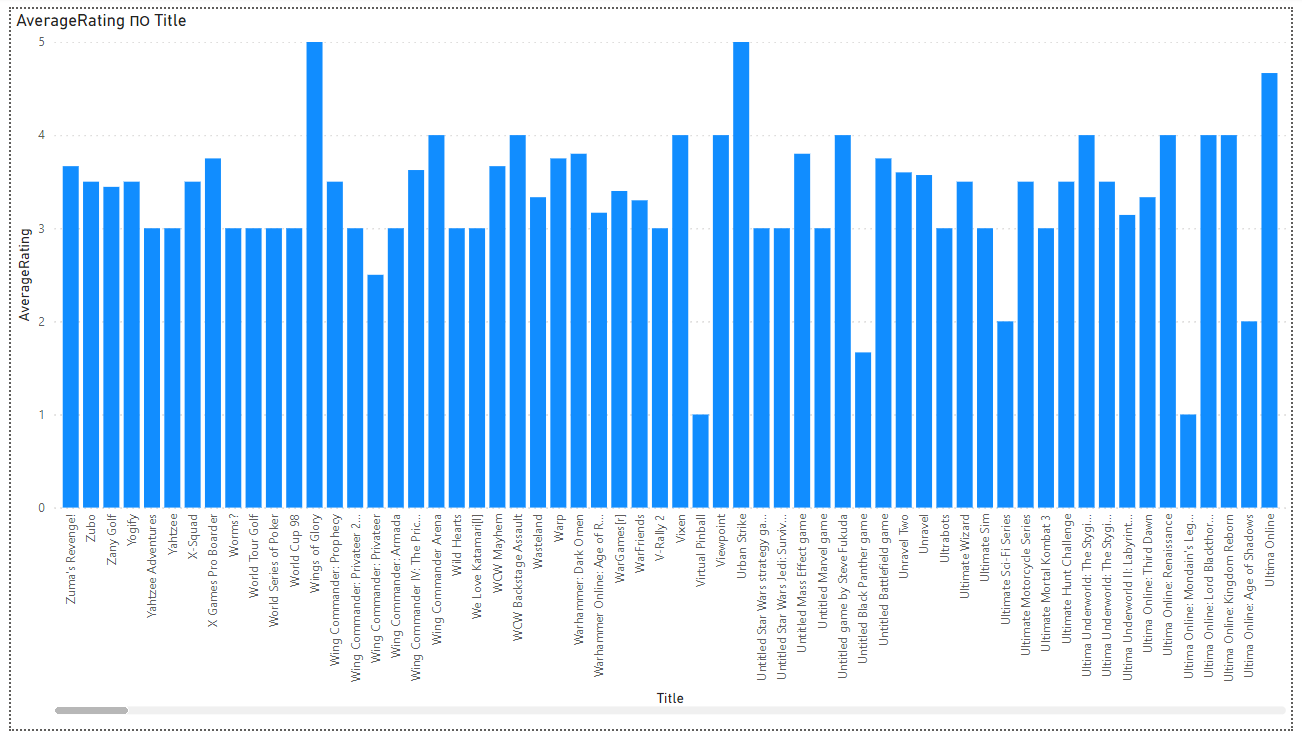 AverageRating по Title
5
4
3
2
1
0
AverageRating
Zuma's Revenge!
Zubo
Zany Golf
Yogify
Yahtzee Adventures
Yahtzee
X-Squad
X Games Pro Boarder
Worms?
World Tour Golf
World Series of Poker
World Cup 98
Wings of Glory
Wing Commander: Prophecy
Wing Commander: Privateer 2...
Wing Commander: Privateer
Wing Commander: Armada
Wing Commander IV: The Pric...
Wing Commander Arena
Wild Hearts
We Love Katamari[l]
WCW Mayhem
WCW Backstage Assault
Wasteland
Warp
Warhammer: Dark Omen
Warhammer Online: Age of R...
WarGames[r]
WarFriends
V-Rally 2
Vixen
Virtual Pinball
Viewpoint
Urban Strike
Untitled Star Wars strategy ga...
Untitled Star Wars Jedi: Surviv...
Untitled Mass Effect game
Untitled Marvel game
Untitled game by Steve Fukuda
Untitled Black Panther game
Untitled Battlefield game
Unravel Two
Unravel
Ultrabots
Ultimate Wizard
Ultimate Sim
Ultimate Sci-Fi Series
Ultimate Motorcycle Series
Ultimate Mortal Kombat 3
Ultimate Hunt Challenge
Ultima Underworld: The Stygi...
Ultima Underworld: The Stygi...
Ultima Underworld II: Labyrint...
Ultima Online: Third Dawn
Ultima Online: Renaissance
Ultima Online: Mondain's Leg...
Ultima Online: Lord Blackthor...
Ultima Online: Kingdom Reborn
Ultima Online: Age of Shadows
Ultima Online
Title